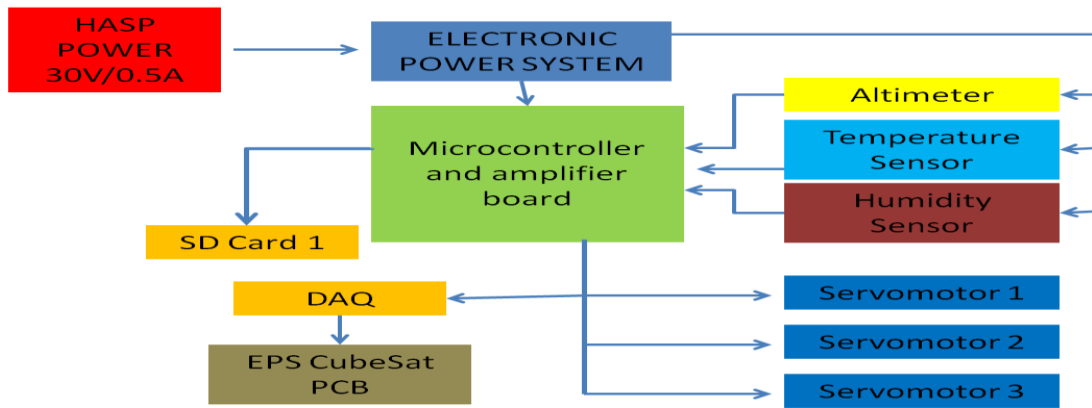 HASP
POWER
30V/0.5A
ELECTRONIC
POWER SYSTEM
Altimeter
Microcontroller
and amplifier
board
Temperature
Sensor
Humidity
Sensor
SD Card 1
DAQ
Servomotor 1
EPS CubeSat
PCB
Servomotor 2
Servomotor 3